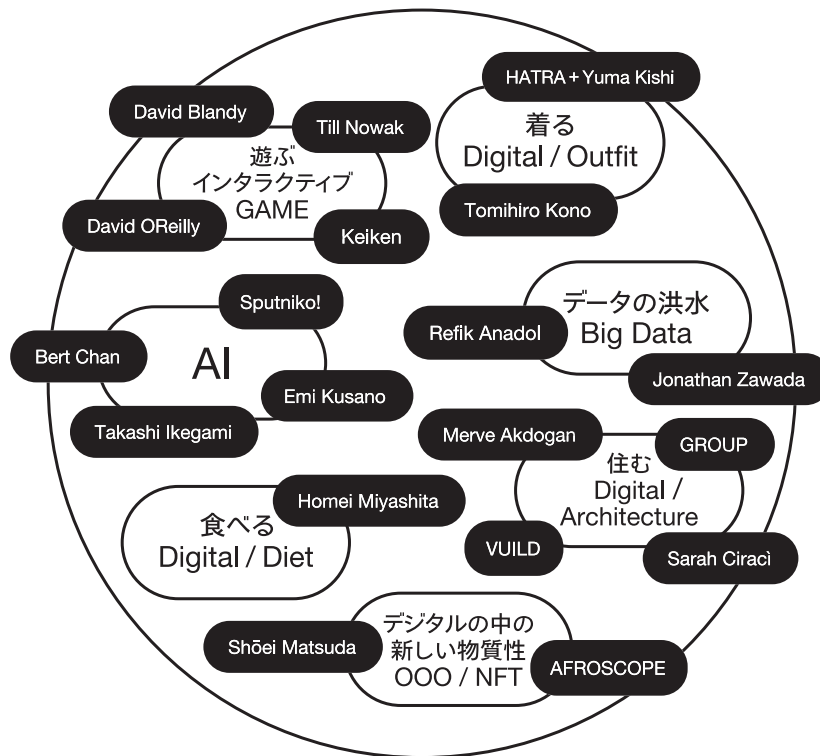 HATRA + Yuma Kishi
着る
Digital / Outfit
Tomihiro Kono
David Blandy
Till Nowak
遊ぶ
インタラクティブ
GAME
David OReilly
Keiken
Sputniko!
Bert Chan
AI
Emi Kusano
Takashi Ikegami
データの洪水
Refik Anadol
Big Data
Jonathan Zawada
Merve Akdogan
GROUP
住む
Digital /
Architecture
VUILD
Sarah Ciracì
Homei Miyashita
食べる
Digital / Diet
デジタルの中の
Shōei Matsuda
新しい物質性
OOO / NFT
AFROSCOPE